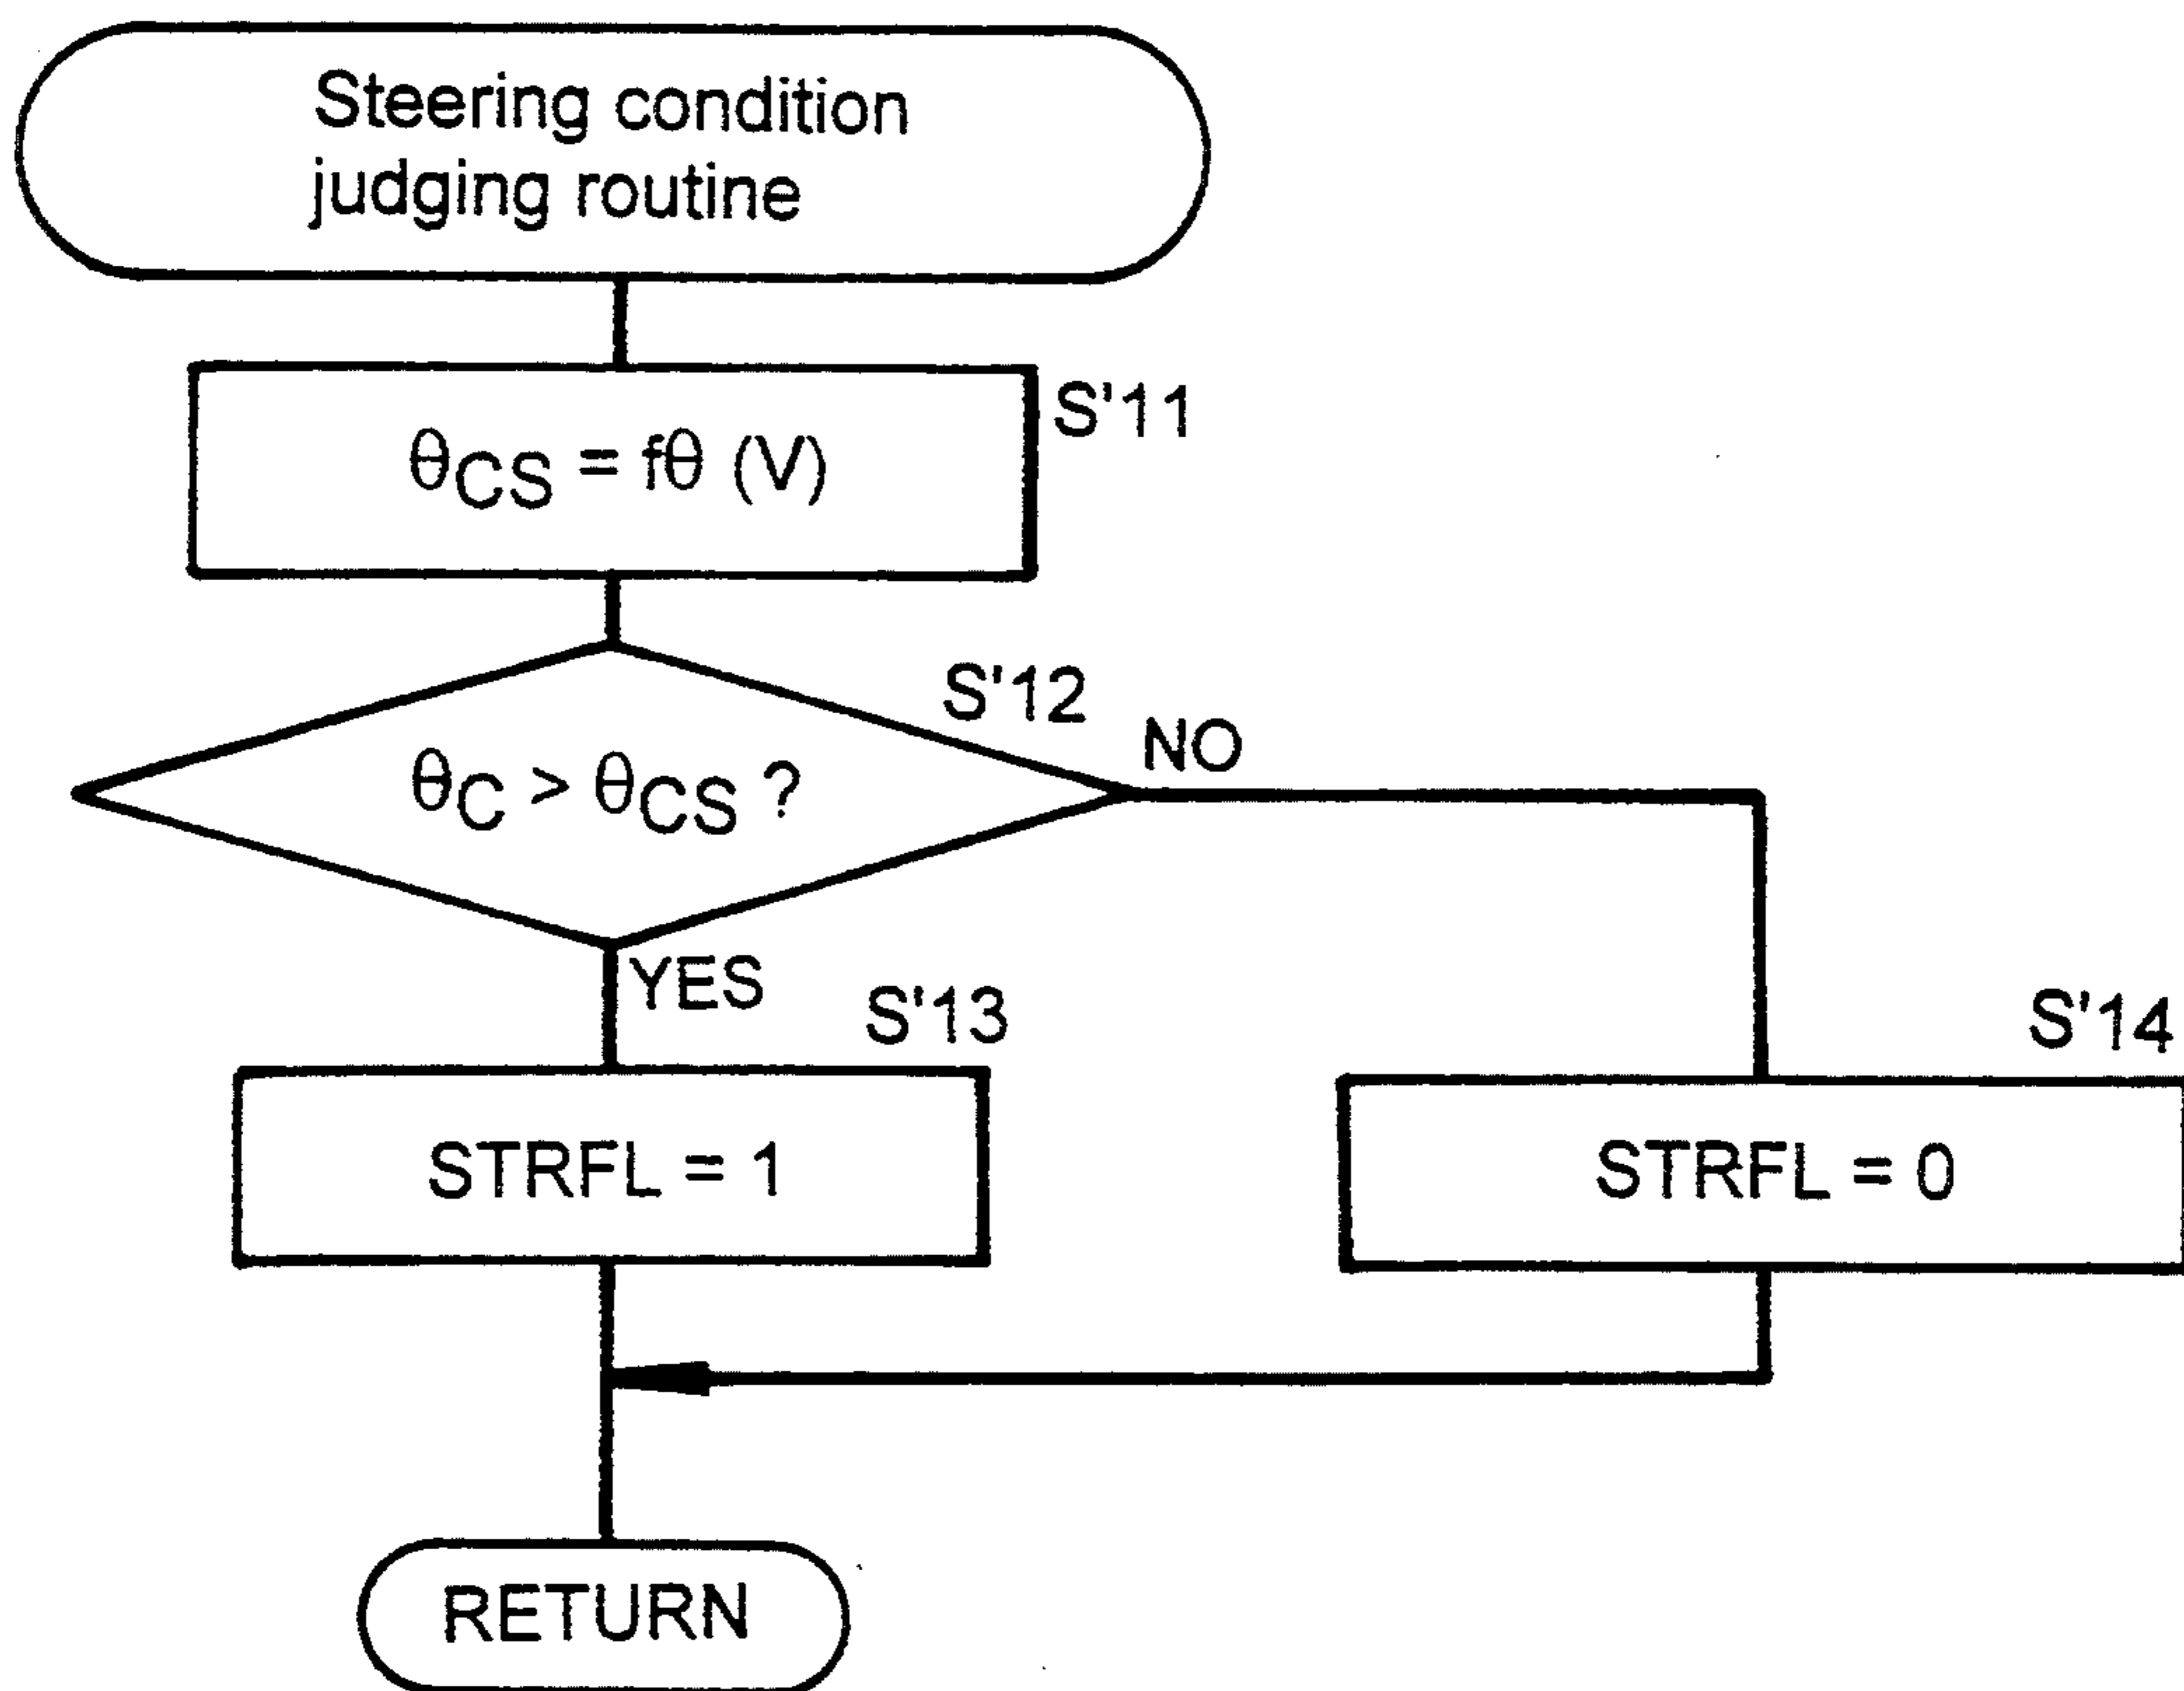 Steering condition
judging routine
S'11
θCS = fθ (V)
S'12
NO
θC > θCS ?
YES
S'13
S'14
STRFL = 1
STRFL = 0
RETURN